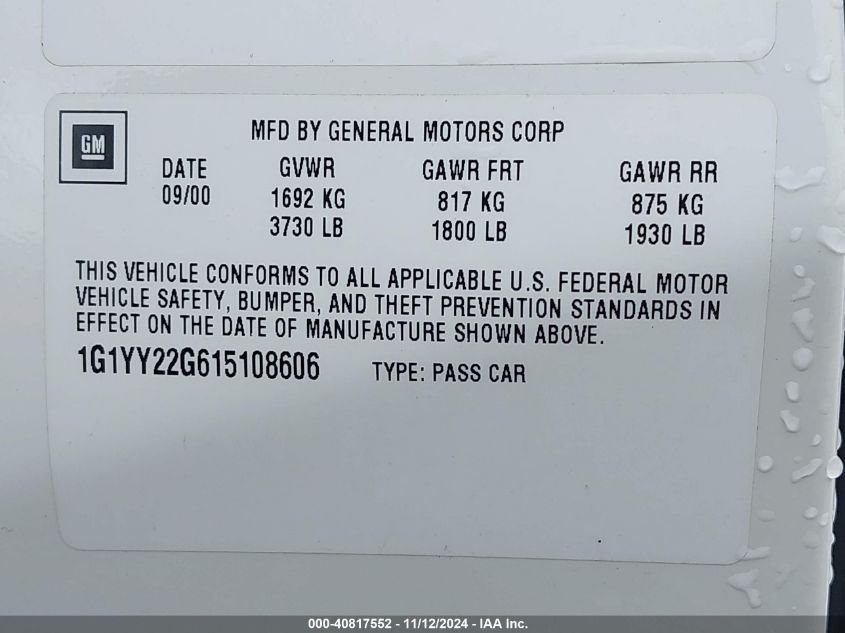 GM
MFD BY GENERAL MOTORS CORP
DATE GVWR GAWR FRT GAWR RR
09/00 1692 KG 817 KG 875 KG
3730 LB 1800 LB 1930 LB
THIS VEHICLE CONFORMS TO ALL APPLICABLE U.S. FEDERAL MOTOR
VEHICLE SAFETY, BUMPER, AND THEFT PREVENTION STANDARDS IN
EFFECT ON THE DATE OF MANUFACTURE SHOWN ABOVE.
1G1YY22G615108606 TYPE: PASS CAR
000-40817552 - 11/12/2024 - IAA Inc.